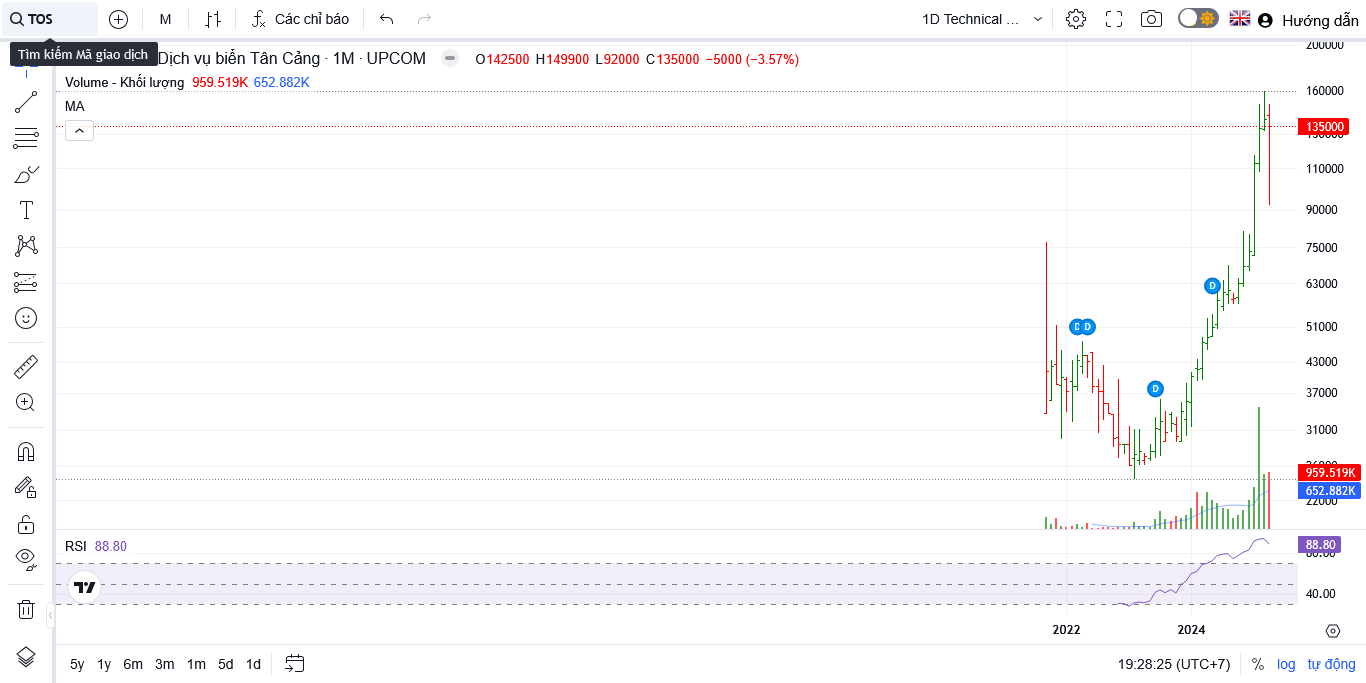 TOS M Các chỉ báo 1D Technical ... Hướng dẫn
Tìm kiếm Mã giao dịch
Dịch vụ biển Tân Cảng · 1M · UPCOM O142500 H149900 L92000 C135000 −5000 (−3.57%)
Volume - Khối lượng 959.519K 652.882K
MA
200000
160000
135000
110000
90000
75000
63000
51000
43000
37000
31000
959.519K
652.882K
22000
D D D D
RSI 88.80
88.80
80.00
40.00
2022 2024
5y 1y 6m 3m 1m 5d 1d 19:28:25 (UTC+7) % log tự động